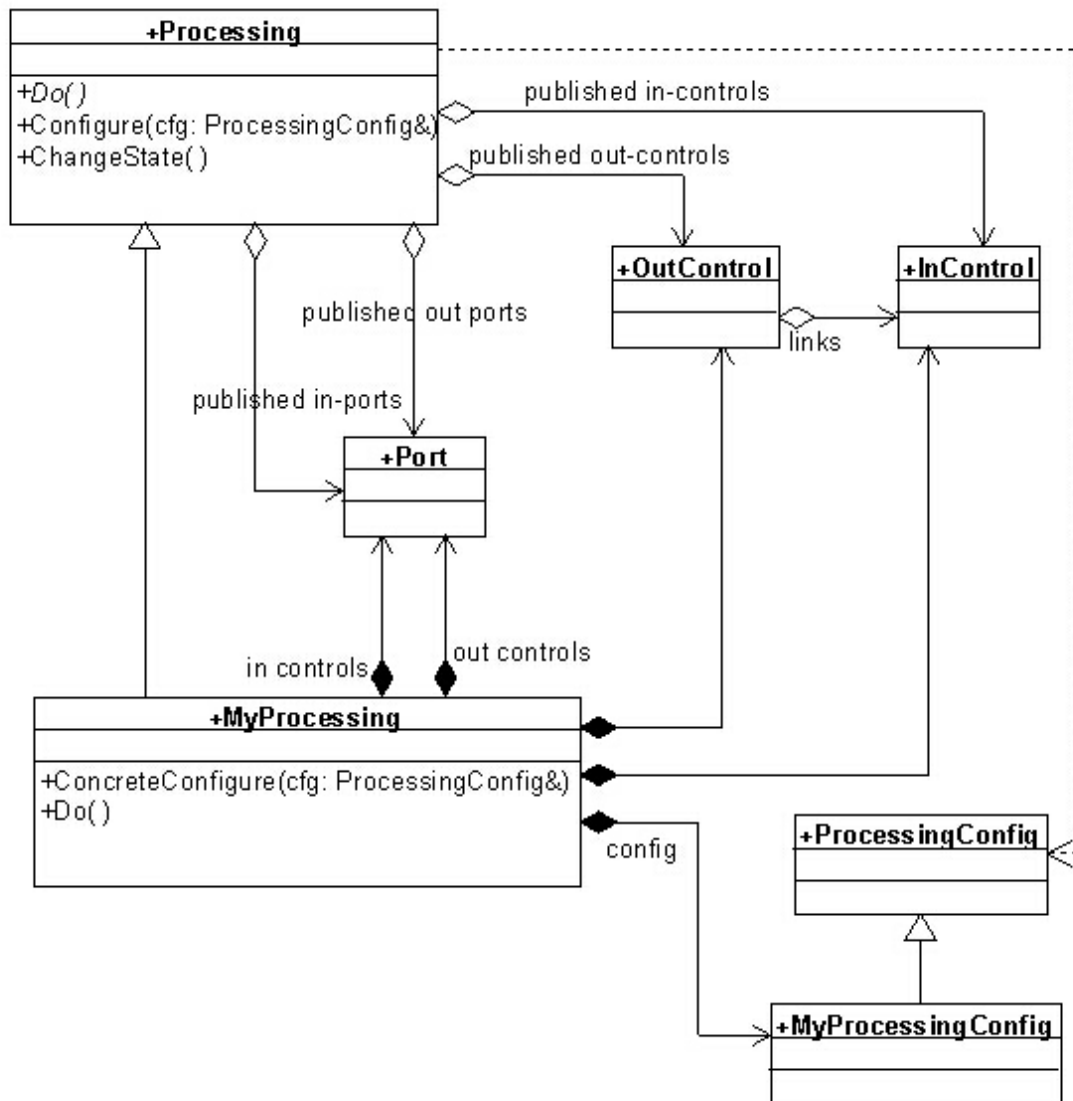 +Processing
+Do()
+Configure(cfg: ProcessingConfig&)
+ChangeState()
published in-controls
published out-controls
+OutControl
+InControl
links
published out ports
published in-ports
+Port
in controls
out controls
+MyProcessing
+ConcreteConfigure(cfg: ProcessingConfig&)
+Do()
config
+ProcessingConfig
+MyProcessingConfig